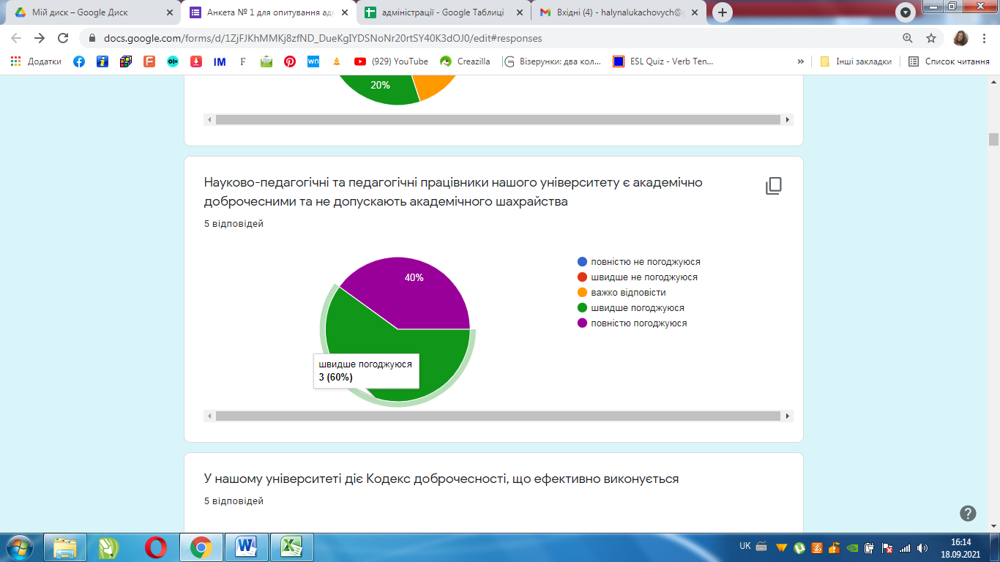 Мій диск – Google Диск
Анкета № 1 для опитування адм
адміністрації - Google Таблиці
Вхідні (4) - halynalukachovych@g
docs.google.com/forms/d/1ZjFJKhMMKj8zfND_DueKgIYDSNoNr20rtSY40K3dOJ0/edit#responses
Додатки
IM
F
wn
(929) YouTube
Creazilla
Візерунки: два кол...
ESL Quiz - Verb Ten...
»
Інші закладки
Список читання
20%
Науково-педагогічні та педагогічні працівники нашого університету є академічно
доброчесними та не допускають академічного шахрайства
5 відповідей
40%
швидше погоджуюся
3 (60%)
повністю не погоджуюся
швидше не погоджуюся
важко відповісти
швидше погоджуюся
повністю погоджуюся
У нашому університеті діє Кодекс доброчесності, що ефективно виконується
5 відповідей
UK
16:14
18.09.2021